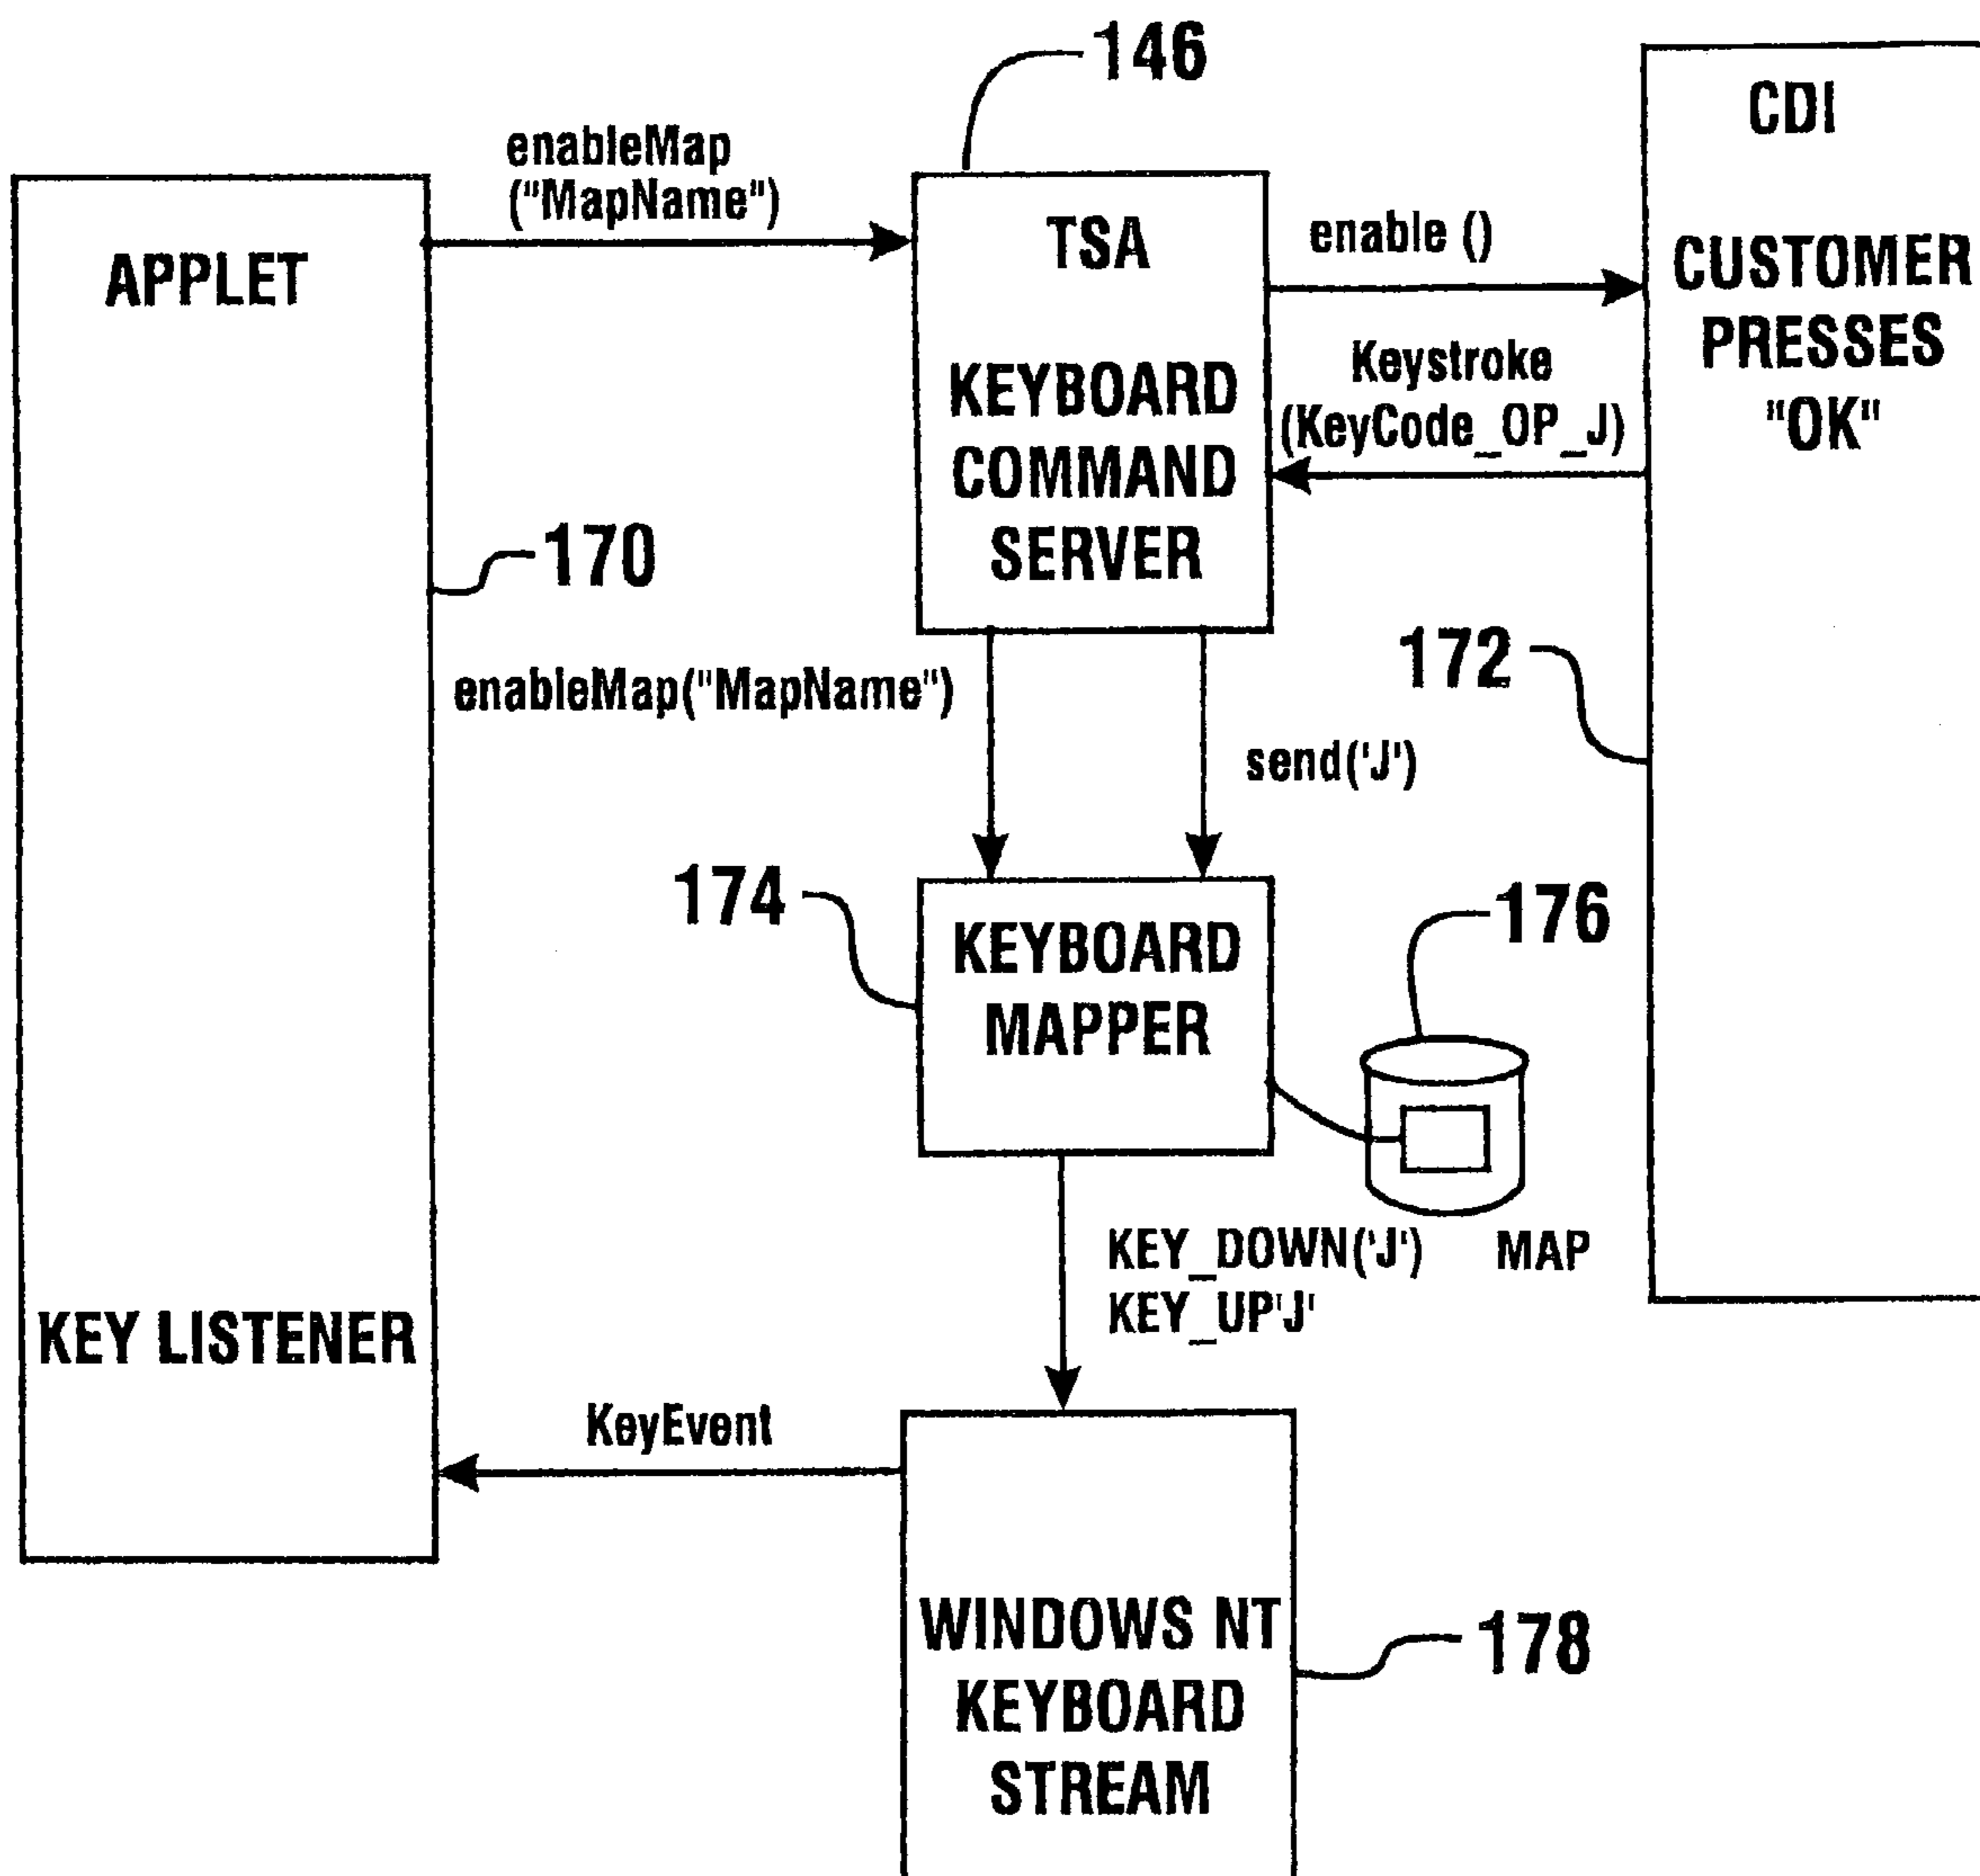 146
CDI
enableMap
("MapName")
APPLET
TSA
enable ()
CUSTOMER
PRESSES
"OK"
KEYBOARD
COMMAND
SERVER
Keystroke
(KeyCode_OP_J)
170
172
enableMap("MapName")
send('J')
174
KEYBOARD
MAPPER
176
KEY_DOWN('J')
KEY_UP'J'
MAP
KEY LISTENER
KeyEvent
WINDOWS NT
KEYBOARD
STREAM
178